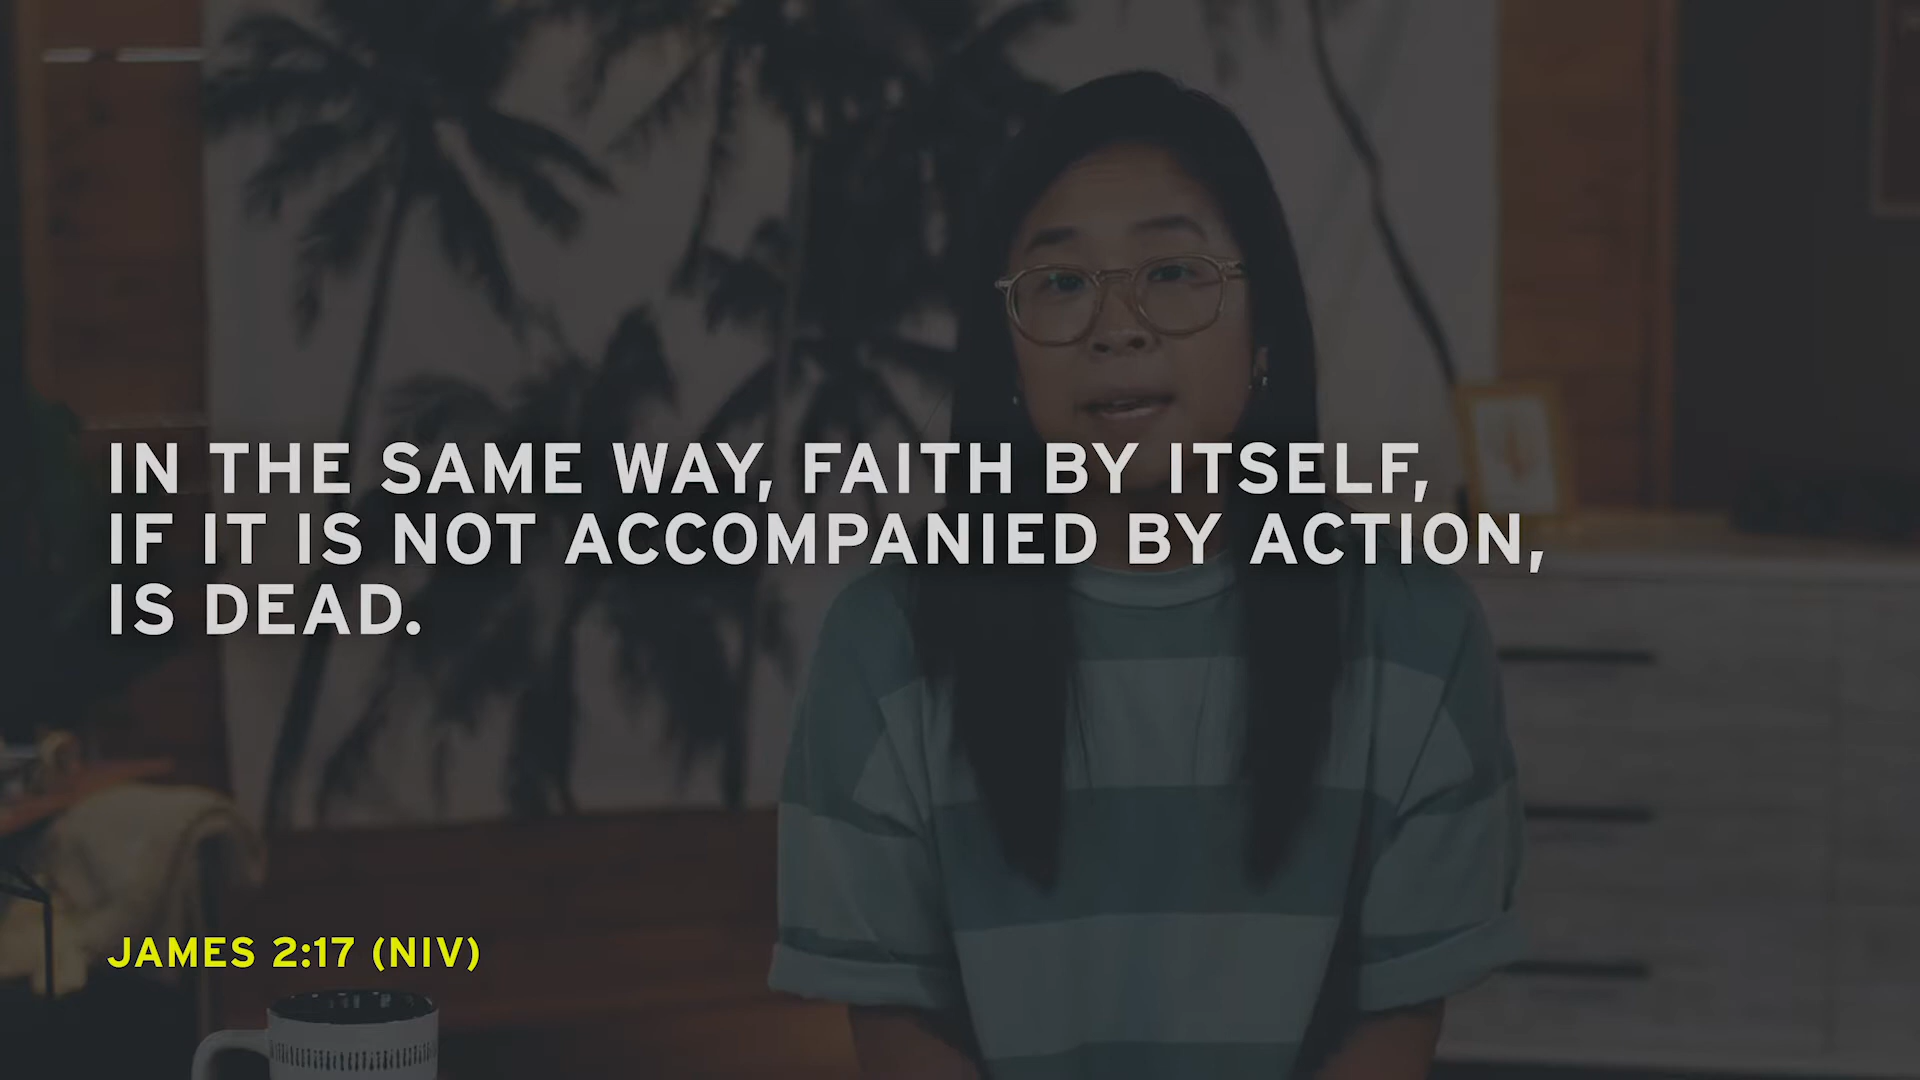 IN THE SAME WAY, FAITH BY ITSELF,
IF IT IS NOT ACCOMPANIED BY ACTION,
IS DEAD.
JAMES 2:17 (NIV)